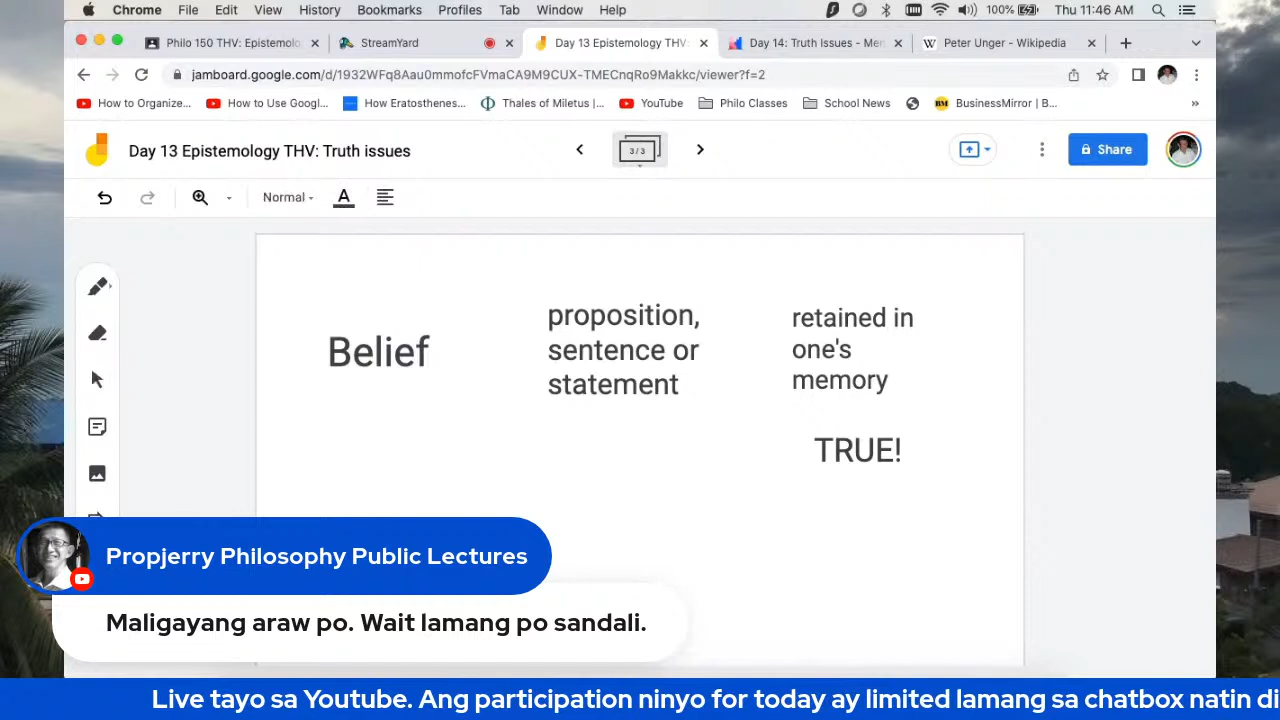 Chrome File Edit View History Bookmarks Profiles Tab Window Help 100% Thu 11:46 AM
Philo 150 THV: Epistemolo StreamYard Day 13 Epistemology THV: Day 14: Truth Issues - Men Peter Unger - Wikipedia
jamboard.google.com/d/1932WFq8Aau0mmofcFVmaCA9M9CUX-TMECnqRo9Makkc/viewer?f=2
How to Organize... How to Use Googl... How Eratosthenes... Thales of Miletus |... YouTube Philo Classes School News BM BusinessMirror | B... »
Day 13 Epistemology THV: Truth issues 3/3 Share
Normal A
Belief
proposition,
sentence or
statement
retained in
one's
memory
TRUE!
Propjerry Philosophy Public Lectures
Maligayang araw po. Wait lamang po sandali.
Live tayo sa Youtube. Ang participation ninyo for today ay limited lamang sa chatbox natin di